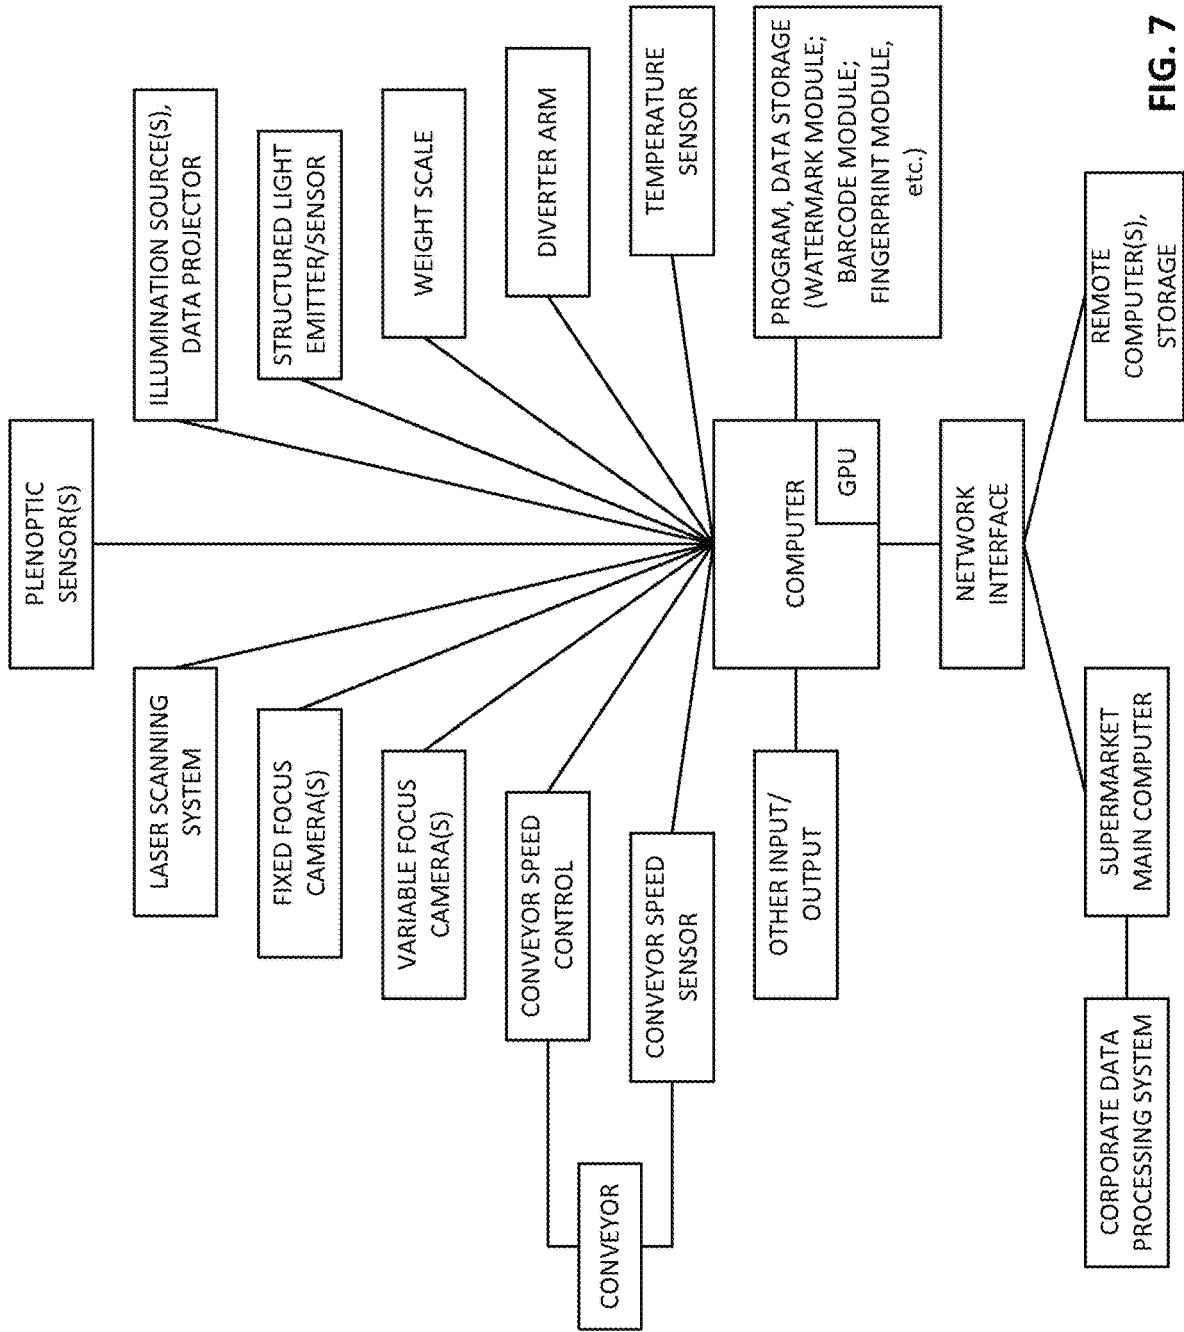 PLENOPTIC
SENSOR(S)
LASER SCANNING
SYSTEM
ILLUMINATION SOURCE(S),
DATA PROJECTOR
FIXED FOCUS
CAMERA(S)
STRUCTURED LIGHT
EMITTER/SENSOR
VARIABLE FOCUS
CAMERA(S)
WEIGHT SCALE
CONVEYOR SPEED
CONTROL
DIVERTER ARM
CONVEYOR
CONVEYOR SPEED
SENSOR
TEMPERATURE
SENSOR
OTHER INPUT/
OUTPUT
COMPUTER
GPU
PROGRAM, DATA STORAGE
(WATERMARK MODULE;
BARCODE MODULE;
FINGERPRINT MODULE,
etc.)
NETWORK
INTERFACE
CORPORATE DATA
PROCESSING SYSTEM
SUPERMARKET
MAIN COMPUTER
REMOTE
COMPUTER(S),
STORAGE
FIG. 7